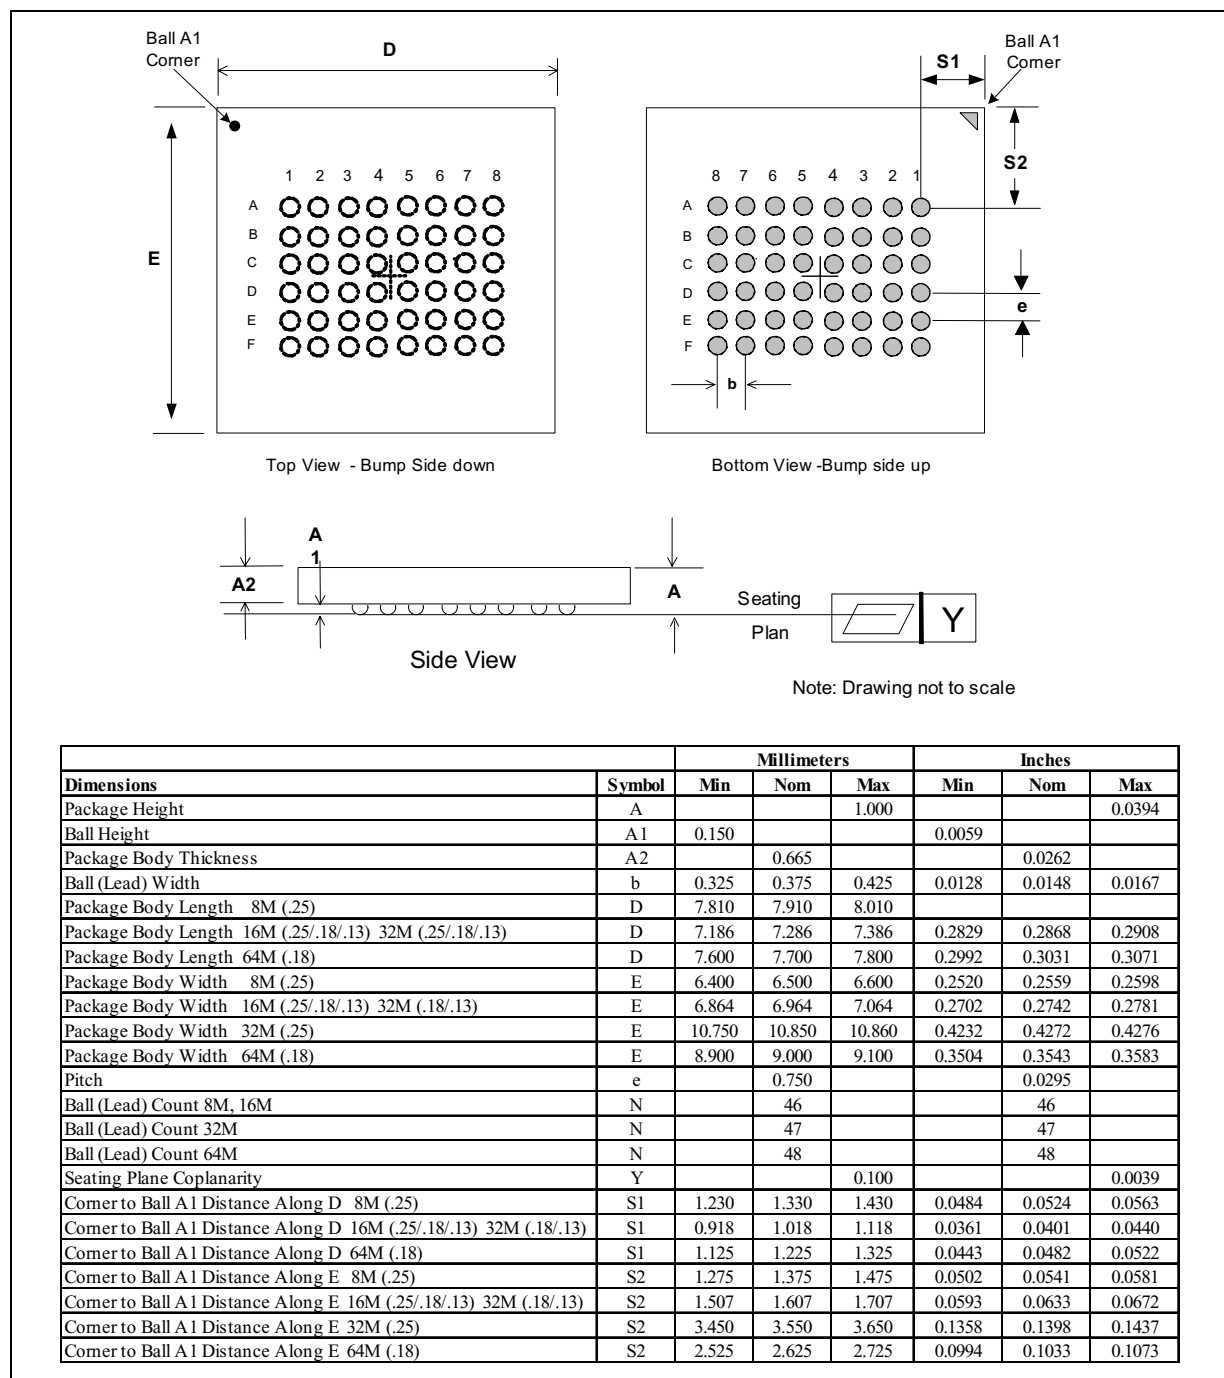 Ball A1
Corner
D
Ball A1
Corner
S1
S2
E
1 2 3 4 5 6 7 8
A
B
C
D
E
F
8 7 6 5 4 3 2 1
A
B
C
D
E
F
e
b
Top View - Bump Side down
Bottom View -Bump side up
A
1
A2
A
Seating
Plan
Y
Side View
Note: Drawing not to scale
Millimeters Inches
Dimensions Symbol Min Nom Max Min Nom Max
Package Height A 1.000 0.0394
Ball Height A1 0.150 0.0059
Package Body Thickness A2 0.665 0.0262
Ball (Lead) Width b 0.325 0.375 0.425 0.0128 0.0148 0.0167
Package Body Length 8M (.25) D 7.810 7.910 8.010
Package Body Length 16M (.25/.18/.13) 32M (.25/.18/.13) D 7.186 7.286 7.386 0.2829 0.2868 0.2908
Package Body Length 64M (.18) D 7.600 7.700 7.800 0.2992 0.3031 0.3071
Package Body Width 8M (.25) E 6.400 6.500 6.600 0.2520 0.2559 0.2598
Package Body Width 16M (.25/.18/.13) 32M (.18/.13) E 6.864 6.964 7.064 0.2702 0.2742 0.2781
Package Body Width 32M (.25) E 10.750 10.850 10.860 0.4232 0.4272 0.4276
Package Body Width 64M (.18) E 8.900 9.000 9.100 0.3504 0.3543 0.3583
Pitch e 0.750 0.0295
Ball (Lead) Count 8M, 16M N 46 46
Ball (Lead) Count 32M N 47 47
Ball (Lead) Count 64M N 48 48
Seating Plane Coplanarity Y 0.100 0.0039
Corner to Ball A1 Distance Along D 8M (.25) S1 1.230 1.330 1.430 0.0484 0.0524 0.0563
Corner to Ball A1 Distance Along D 16M (.25/.18/.13) 32M (.18/.13) S1 0.918 1.018 1.118 0.0361 0.0401 0.0440
Corner to Ball A1 Distance Along D 64M (.18) S1 1.125 1.225 1.325 0.0443 0.0482 0.0522
Corner to Ball A1 Distance Along E 8M (.25) S2 1.275 1.375 1.475 0.0502 0.0541 0.0581
Corner to Ball A1 Distance Along E 16M (.25/.18/.13) 32M (.18/.13) S2 1.507 1.607 1.707 0.0593 0.0633 0.0672
Corner to Ball A1 Distance Along E 32M (.25) S2 3.450 3.550 3.650 0.1358 0.1398 0.1437
Corner to Ball A1 Distance Along E 64M (.18) S2 2.525 2.625 2.725 0.0994 0.1033 0.1073